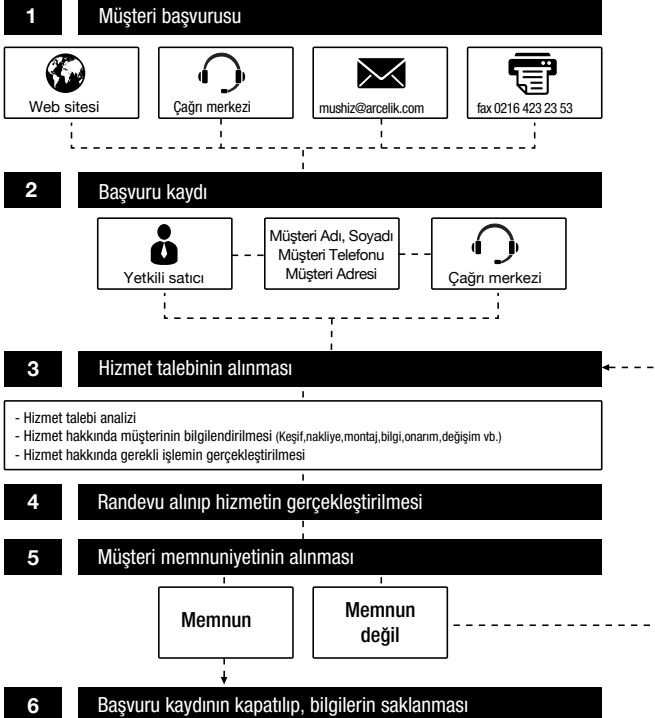 1 Müşteri başvurusu
Web sitesi
Çağrı merkezi
mushiz@arcelik.com
fax 0216 423 23 53
2 Başvuru kaydı
Yetkili satıcı
Müşteri Adı, Soyadı
Müşteri Telefonu
Müşteri Adresi
Çağrı merkezi
3 Hizmet talebinin alınması
- Hizmet talebi analizi
- Hizmet hakkında müşterinin bilgilendirilmesi (Keşif,nakliye,montaj,bilgi,onarım,değişim vb.)
- Hizmet hakkında gerekli işlemin gerçekleştirilmesi
4 Randevu alınıp hizmetin gerçekleştirilmesi
5 Müşteri memnuniyetinin alınması
Memnun
Memnun
değil
6 Başvuru kaydının kapatılıp, bilgilerin saklanması